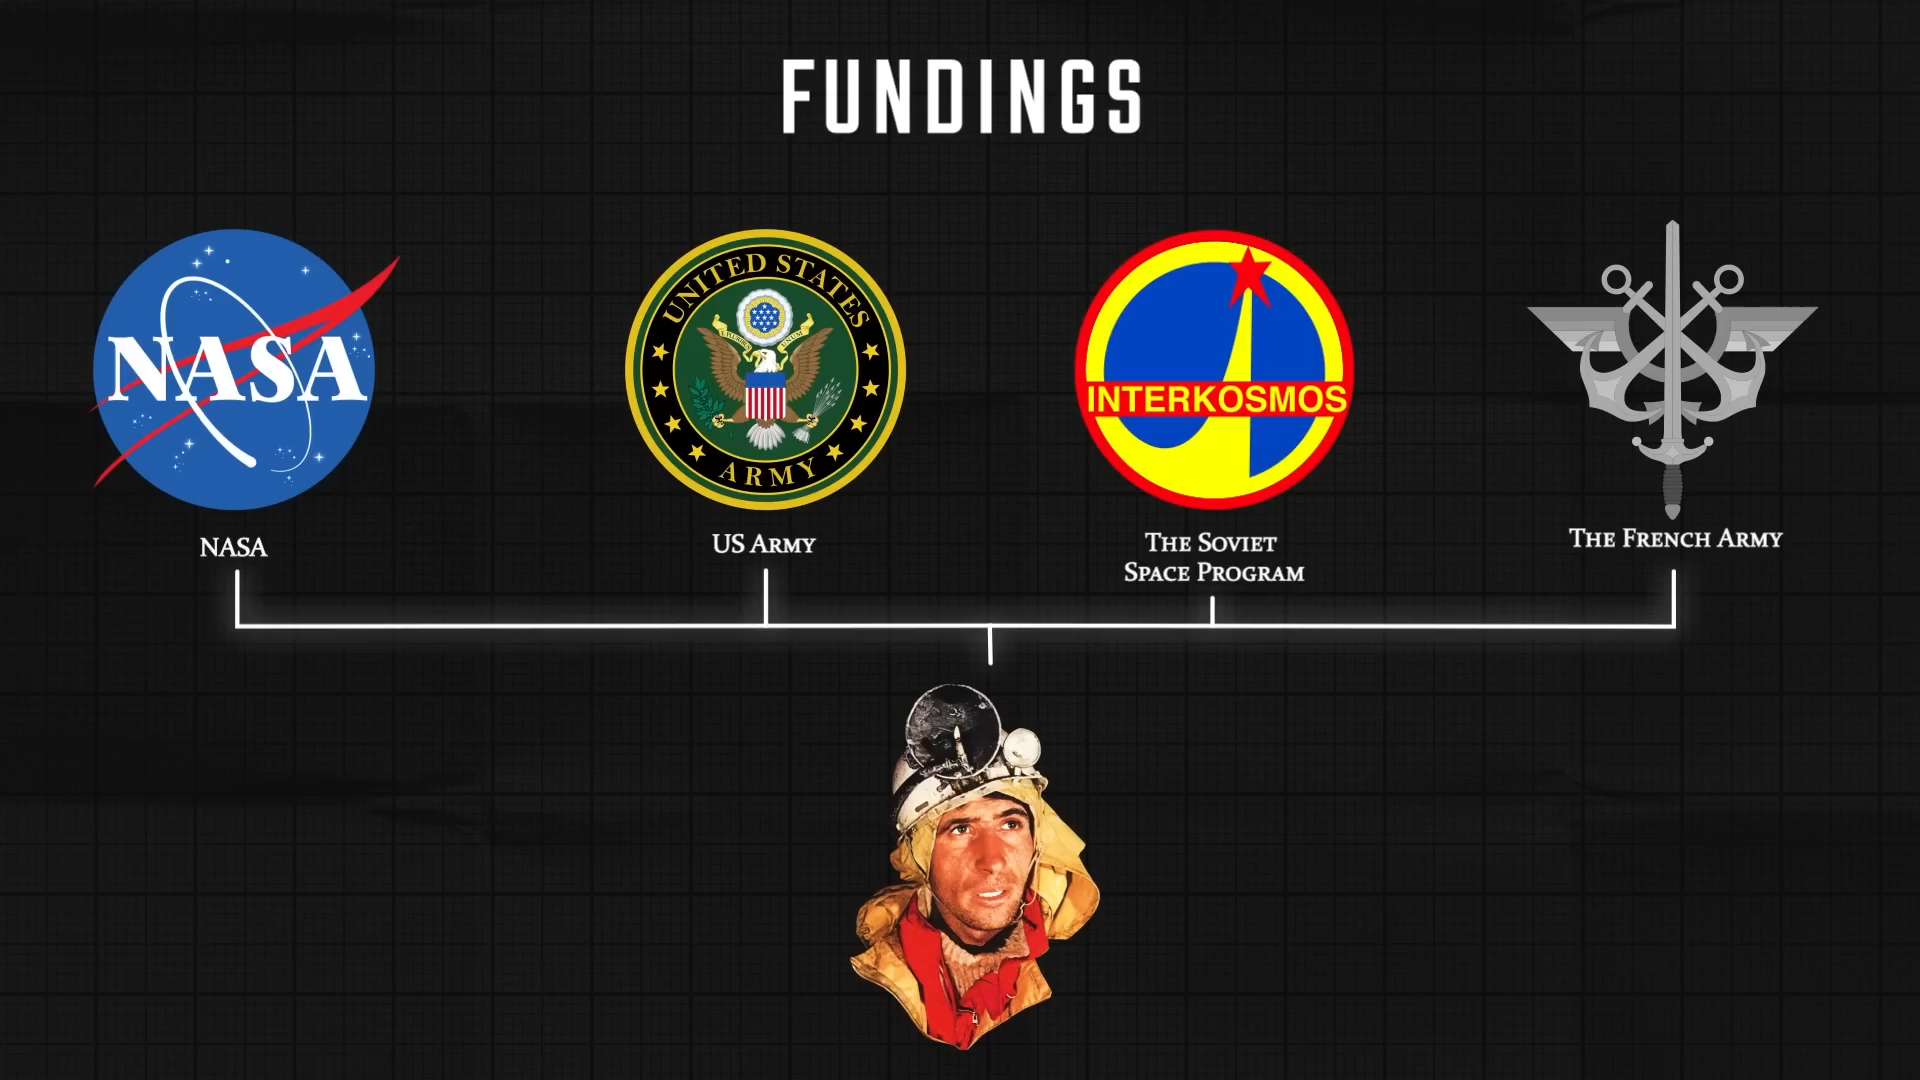 FUNDINGS
NASA
UNITED STATES
ARMY
INTERKOSMOS
NASA
US Army
The Soviet
Space Program
The French Army